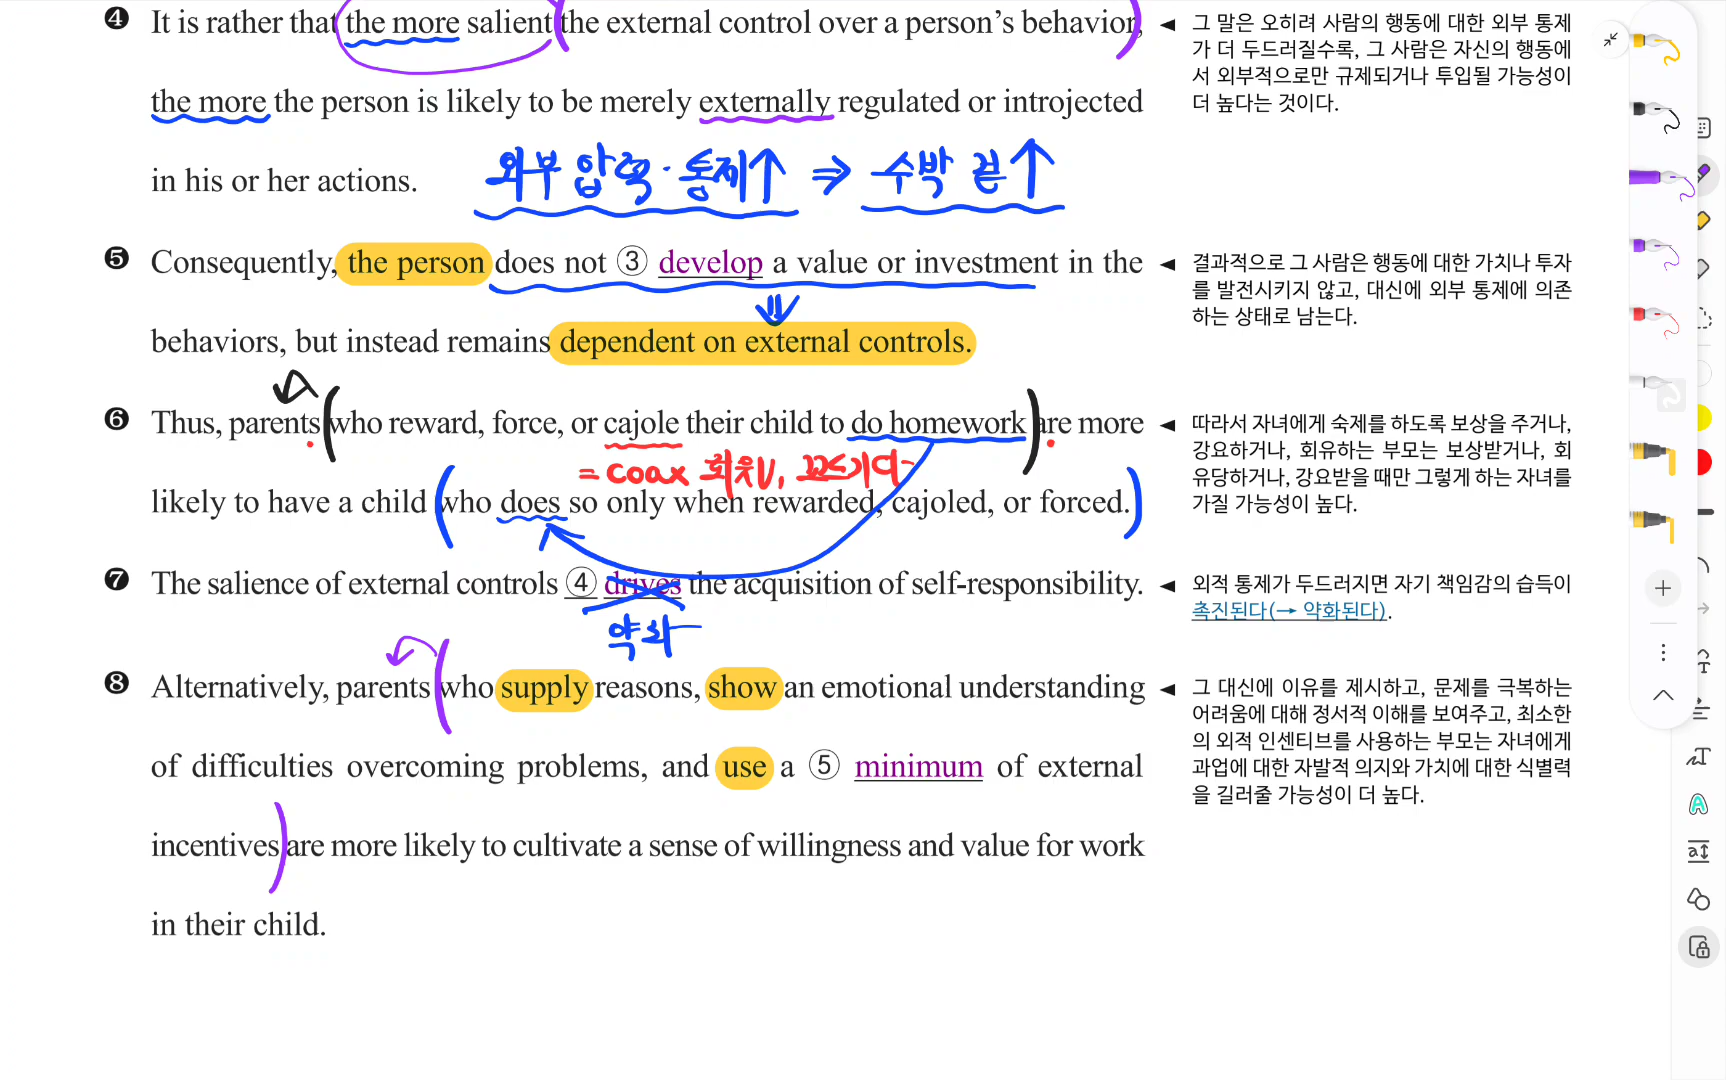 ❹ It is rather that the more salient the external control over a person's behavior,
그 말은 오히려 사람의 행동에 대한 외부 통제
가 더 두드러질수록, 그 사람은 자신의 행동에
서 외부적으로만 규제되거나 투입될 가능성이
더 높다는 것이다.
the more the person is likely to be merely externally regulated or introjected
in his or her actions.
외부 압력·통제↑ ⇒ 수박 겉↑
❺ Consequently, the person does not ③ develop a value or investment in the
결과적으로 그 사람은 행동에 대한 가치나 투자
를 발전시키지 않고, 대신에 외부 통제에 의존
하는 상태로 남는다.
behaviors, but instead remains dependent on external controls.
❻ Thus, parents who reward, force, or cajole their child to do homework are more
따라서 자녀에게 숙제를 하도록 보상을 주거나,
강요하거나, 회유하는 부모는 보상받거나, 회
유당하거나, 강요받을 때만 그렇게 하는 자녀를
가질 가능성이 높다.
= coax 회유, 꼬드기다
likely to have a child who does so only when rewarded, cajoled, or forced.
❼ The salience of external controls ④ drives the acquisition of self-responsibility.
외적 통제가 두드러지면 자기 책임감의 습득이
촉진된다(→ 약화된다).
약화
❽ Alternatively, parents who supply reasons, show an emotional understanding
그 대신에 이유를 제시하고, 문제를 극복하는
어려움에 대해 정서적 이해를 보여주고, 최소한
의 외적 인센티브를 사용하는 부모는 자녀에게
과업에 대한 자발적 의지와 가치에 대한 식별력
을 길러줄 가능성이 더 높다.
of difficulties overcoming problems, and use a ⑤ minimum of external
incentives are more likely to cultivate a sense of willingness and value for work
in their child.